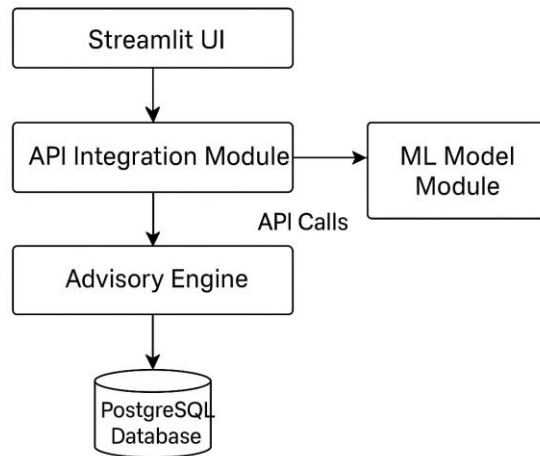 Streamlit UI
API Integration Module
ML Model
Module
API Calls
Advisory Engine
PostgreSQL
Database